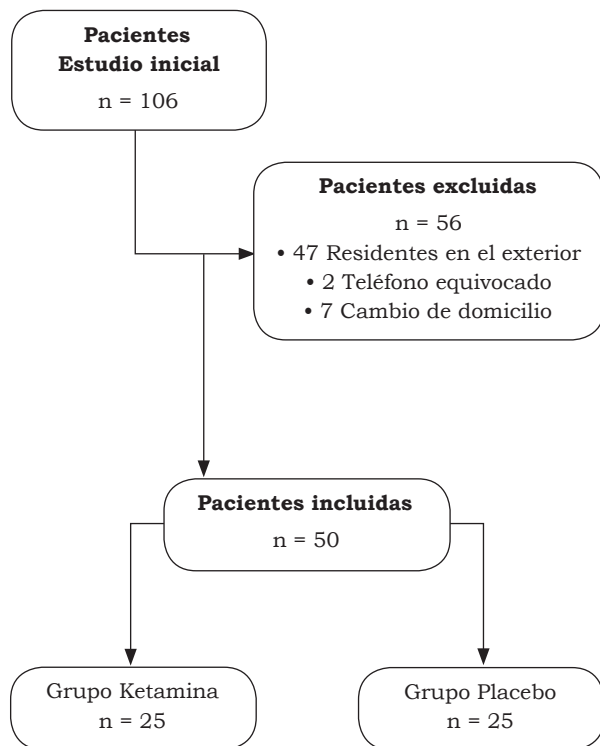 Pacientes
Estudio inicial
n = 106
Pacientes excluidas
n = 56
• 47 Residentes en el exterior
• 2 Teléfono equivocado
• 7 Cambio de domicilio
Pacientes incluidas
n = 50
Grupo Ketamina
n = 25
Grupo Placebo
n = 25